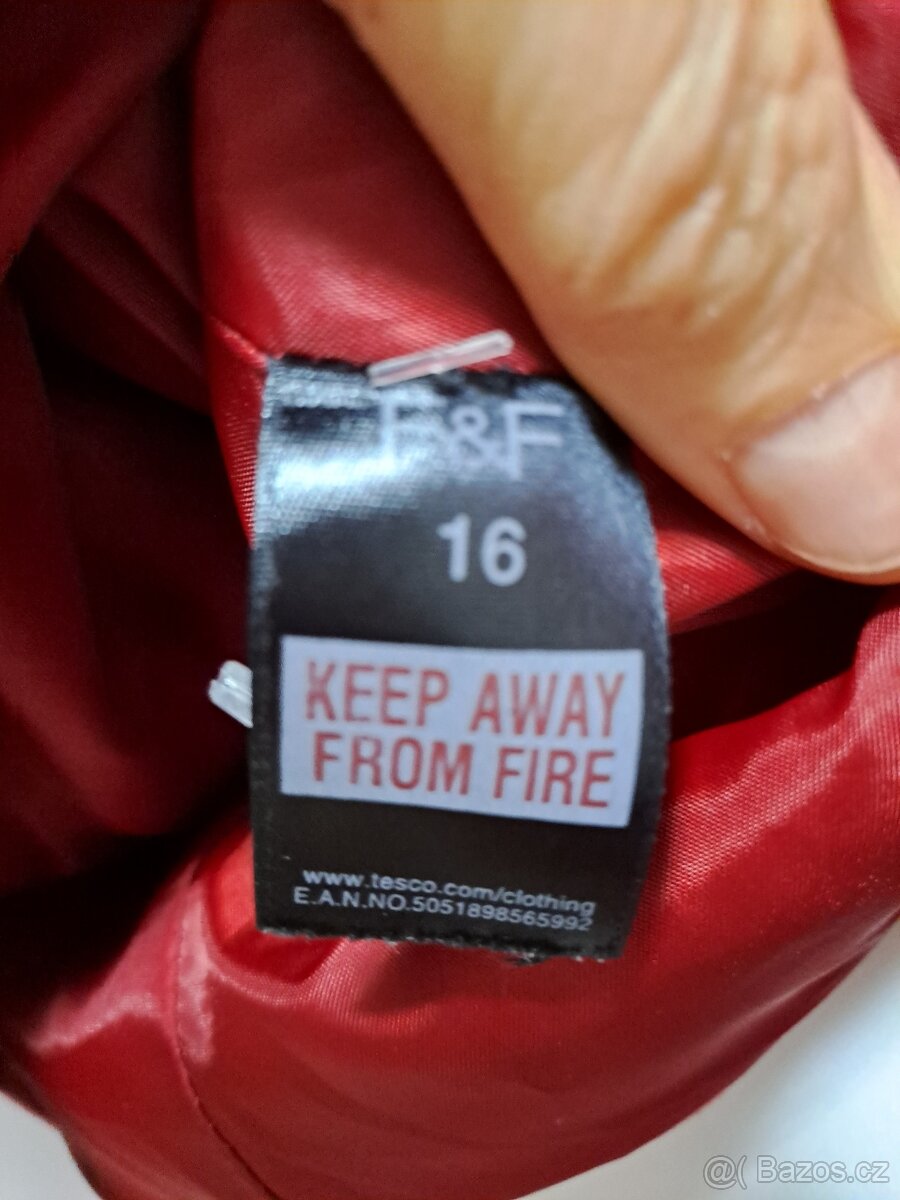 F&F
16
KEEP AWAY
FROM FIRE
www.tesco.com/clothing
E.A.N.NO.5051898565992
@( Bazos.cz